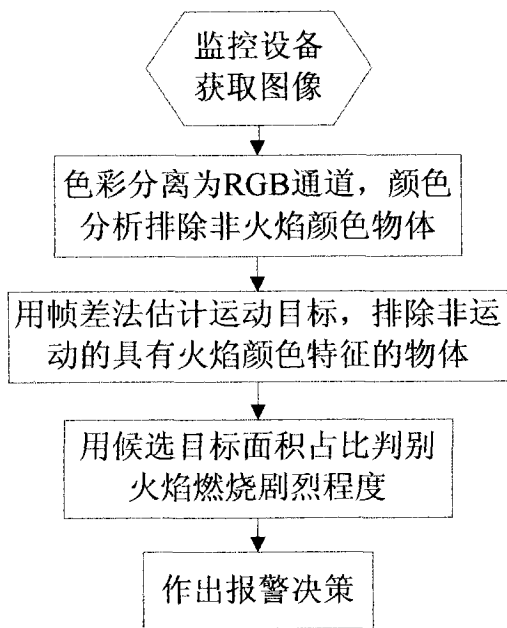 监控设备
获取图像
色彩分离为RGB通道，颜色
分析排除非火焰颜色物体
用帧差法估计运动目标，排除非运
动的具有火焰颜色特征的物体
用候选目标面积占比判别
火焰燃烧剧烈程度
作出报警决策